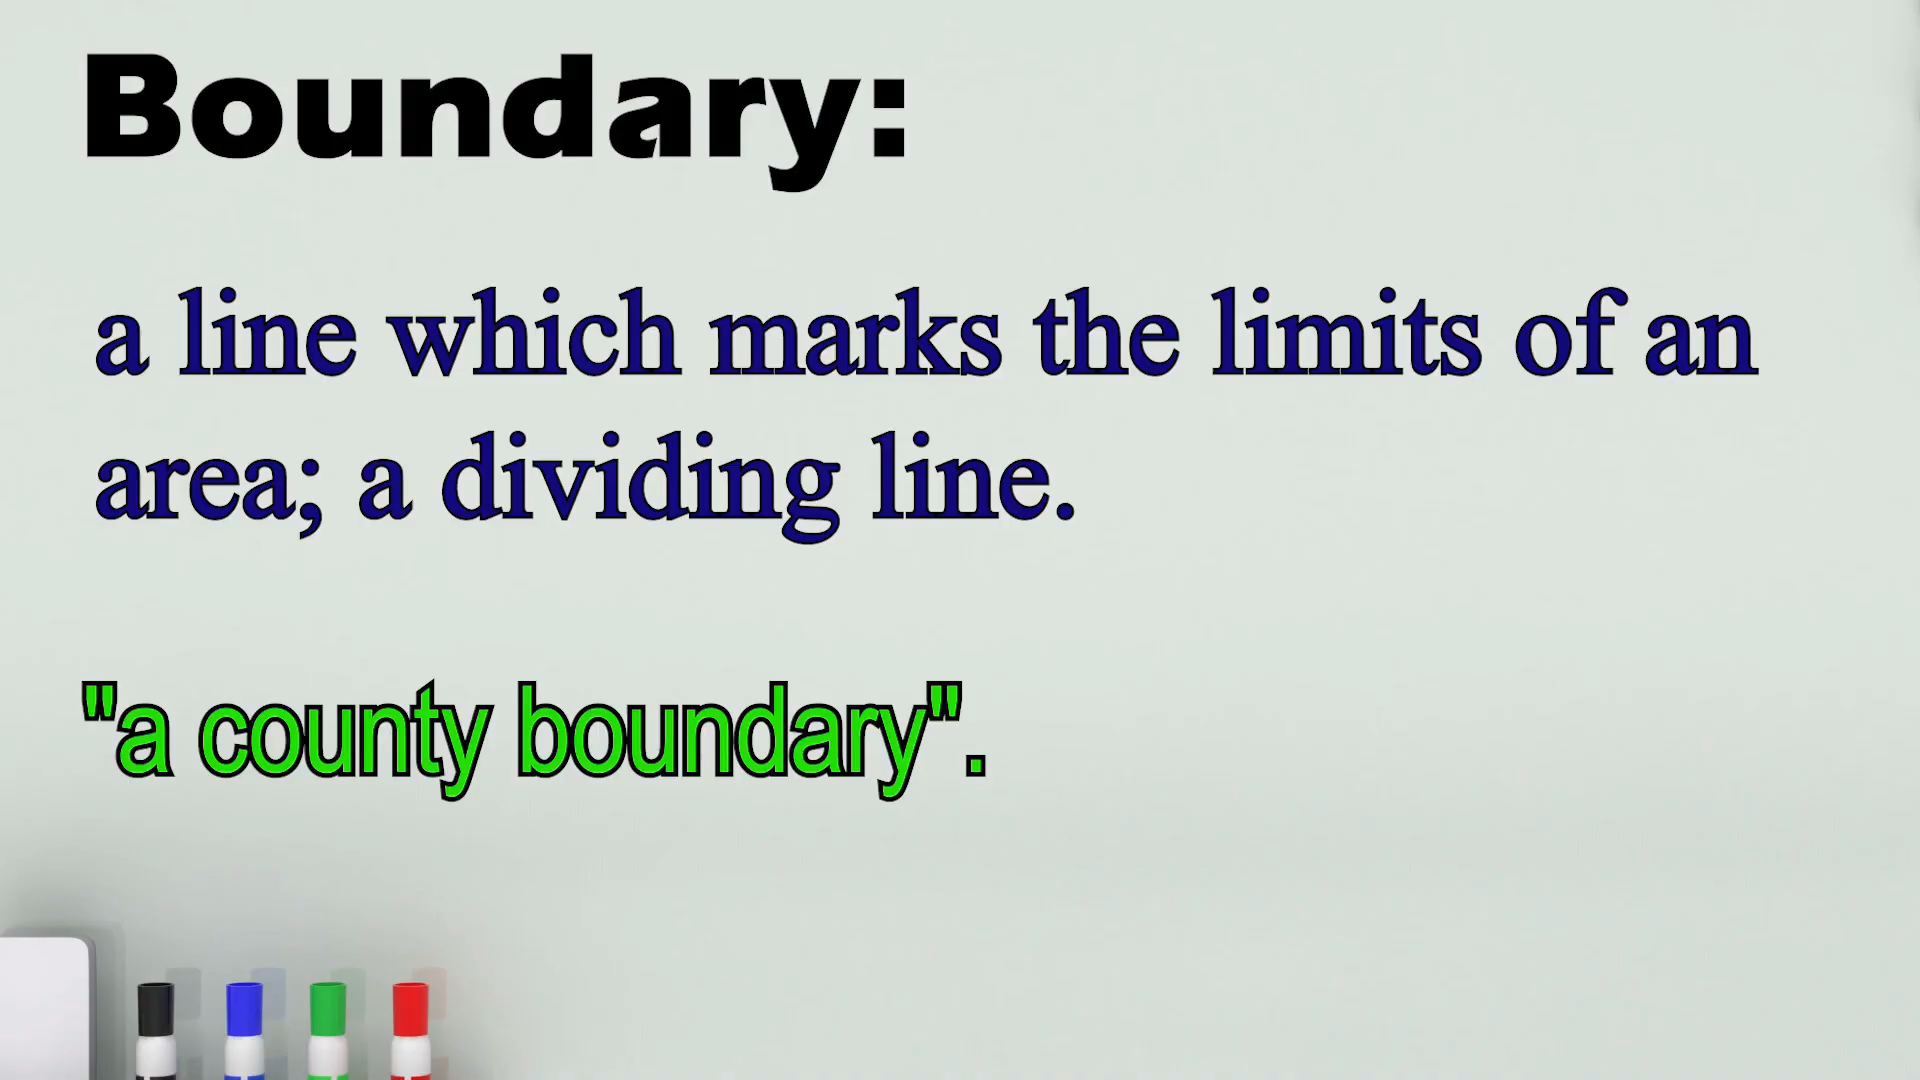 Boundary:
a line which marks the limits of an
area; a dividing line.
"a county boundary".